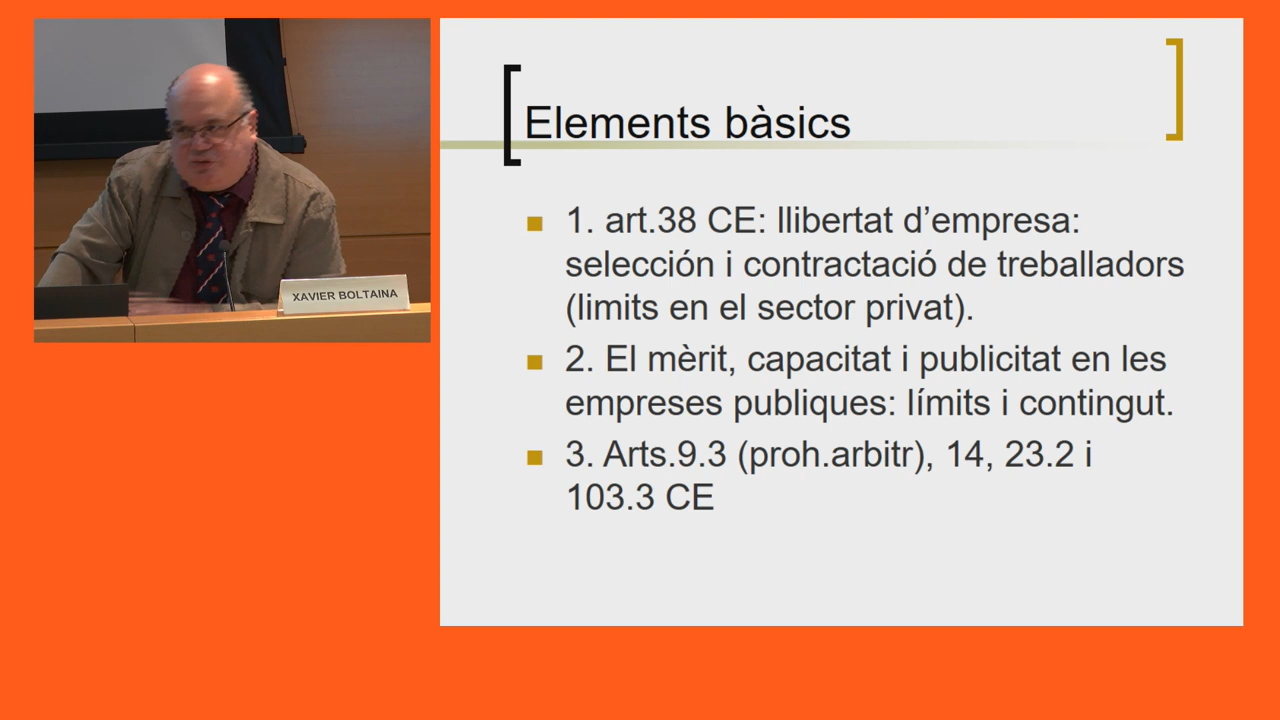 XAVIER BOLTAINA
Elements bàsics
1. art.38 CE: llibertat d’empresa:
selección i contractació de treballadors
(limits en el sector privat).
2. El mèrit, capacitat i publicitat en les
empreses publiques: límits i contingut.
3. Arts.9.3 (proh.arbitr), 14, 23.2 i
103.3 CE